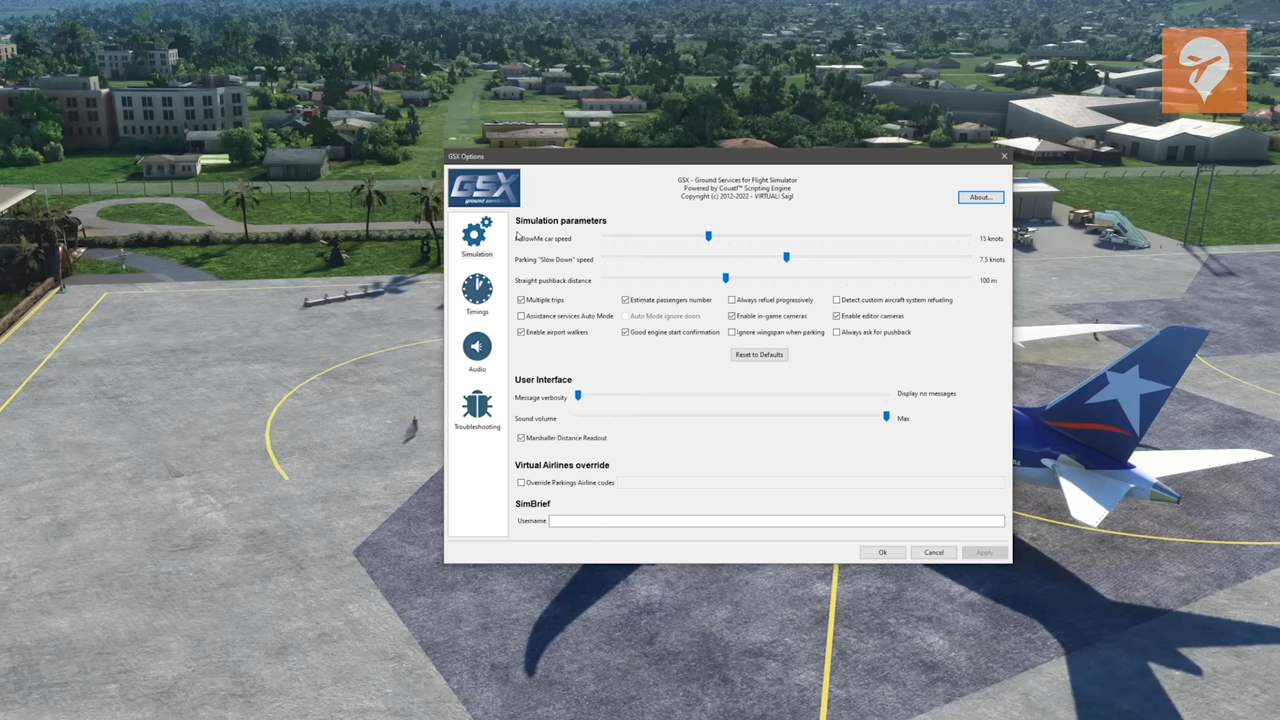 GSX Options
GSX
ground services
GSX - Ground Services for Flight Simulator
Powered by Couatl™ Scripting Engine
Copyright (c) 2012-2022 - VIRTUALI Sagl
About...
Simulation
Timings
Audio
Troubleshooting
Simulation parameters
FollowMe car speed
15 knots
Parking "Slow Down" speed
7.5 knots
Straight pushback distance
100 m
Multiple trips
Estimate passengers number
Always refuel progressively
Detect custom aircraft system refueling
Assistance services Auto Mode
Auto Mode ignore doors
Enable in-game cameras
Enable editor cameras
Enable airport walkers
Good engine start confirmation
Ignore wingspan when parking
Always ask for pushback
Reset to Defaults
User Interface
Message verbosity
Display no messages
Sound volume
Max
Marshaller Distance Readout
Virtual Airlines override
Override Parkings Airline codes
SimBrief
Username
Ok
Cancel
Apply